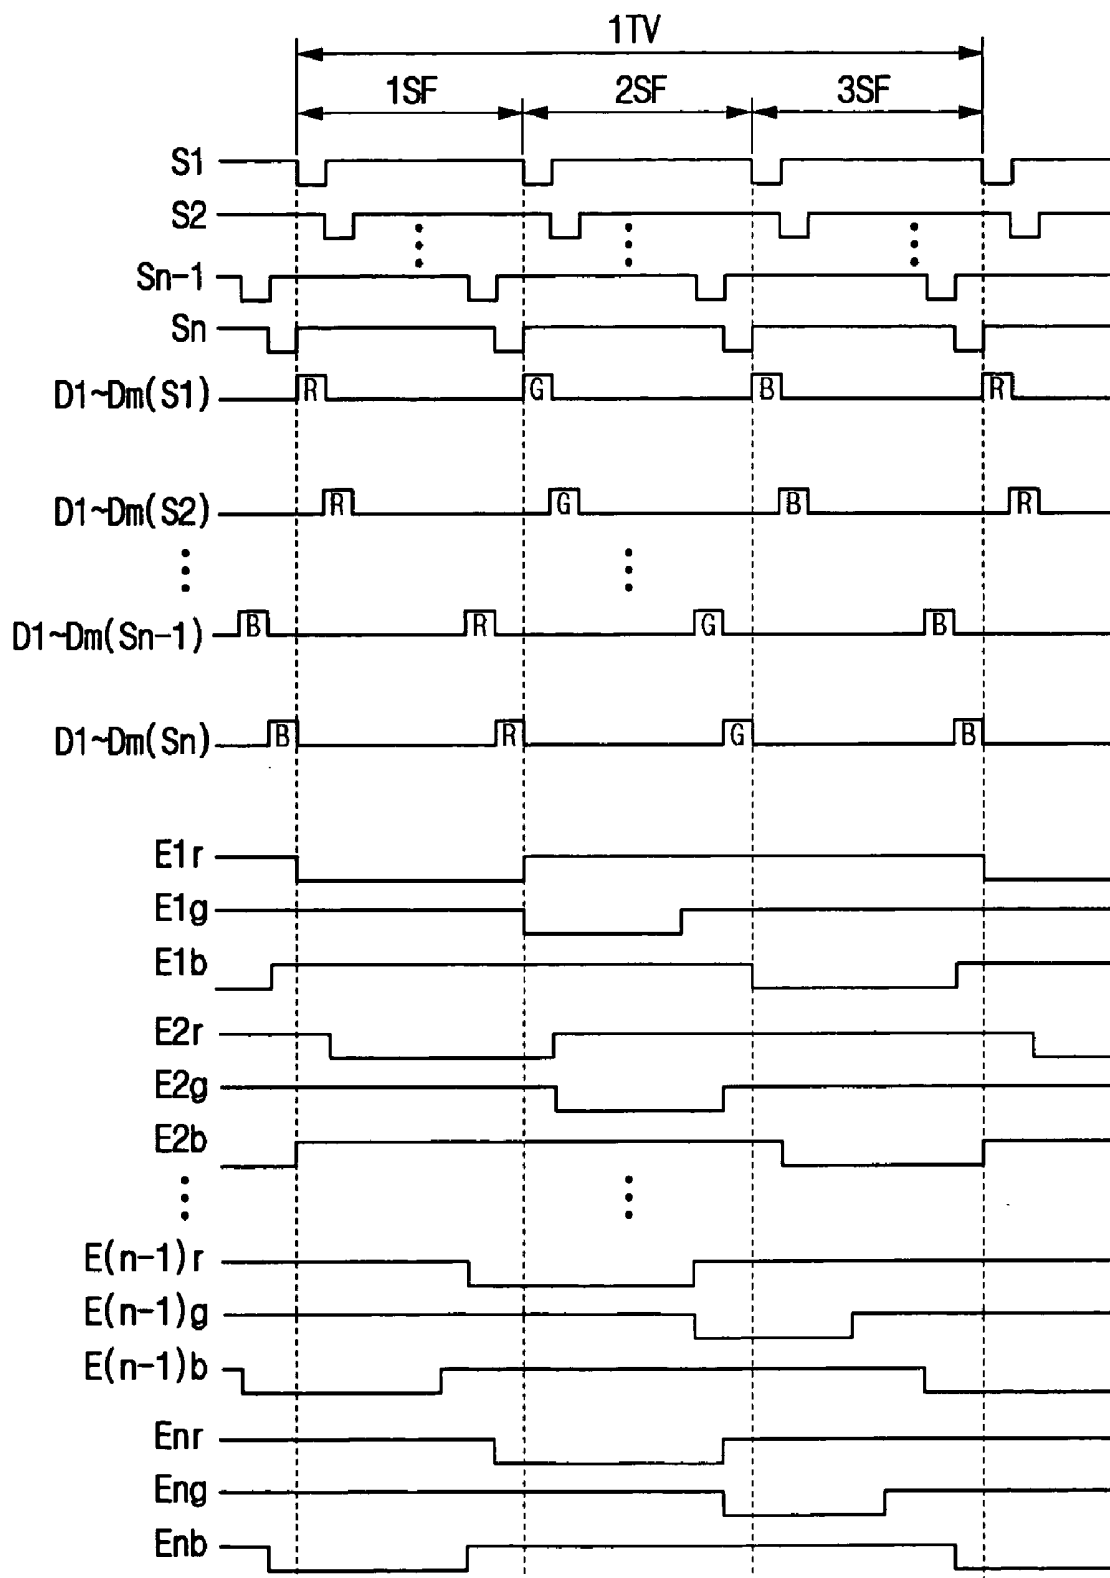 1TV
1SF 2SF 3SF
S1
S2
Sn-1
Sn
D1~Dm(S1) R G B R
D1~Dm(S2) R G B R
D1~Dm(Sn-1) B R G B
D1~Dm(Sn) B R G B
E1r
E1g
E1b
E2r
E2g
E2b
E(n-1)r
E(n-1)g
E(n-1)b
Enr
Eng
Enb